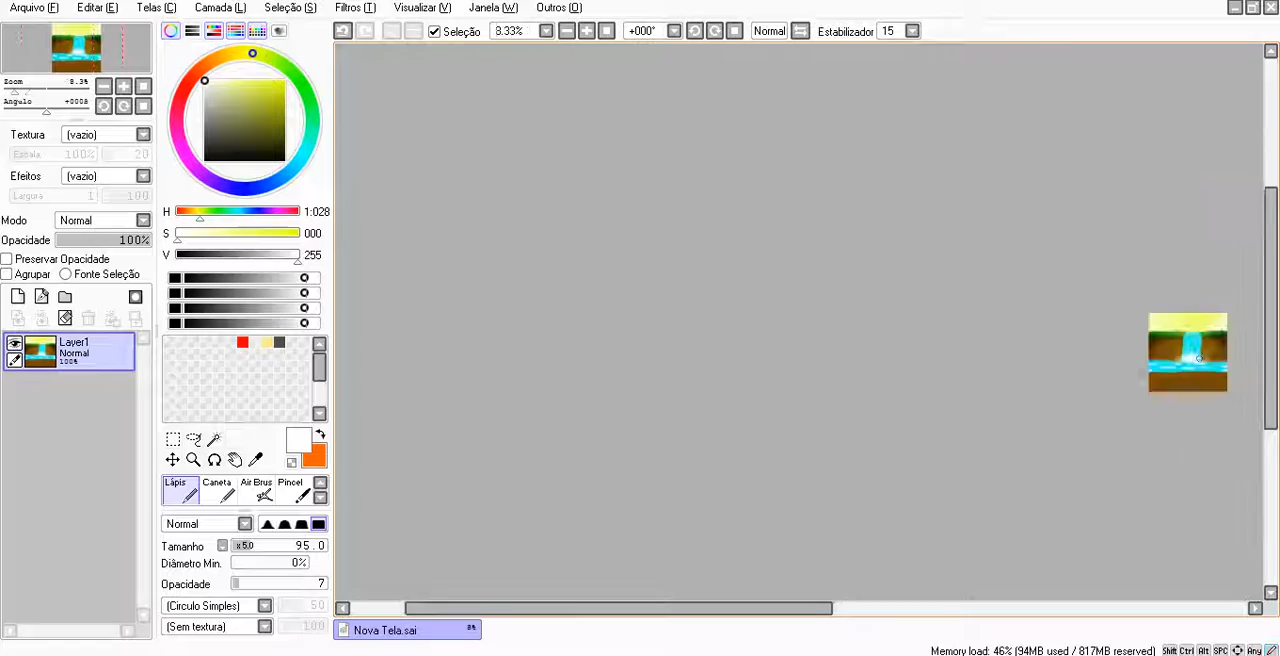 Arquivo (F) Editar (E) Telas (C) Camada (L) Seleção (S) Filtros (T) Visualizar (V) Janela (W) Outros (O)
Seleção 8.33% +000° Normal Estabilizador 15
Zoom 8.3%
Angulo +000θ
Textura (vazio)
Escala 100% 20
Efeitos (vazio)
Largura 1 100
Modo Normal
Opacidade 100%
Preservar Opacidade
Agrupar Fonte Seleção
Layer1
Normal
100%
H 1:028
S 000
V 255
Lápis Caneta Air Brus Pincel
Normal
Tamanho x 5.0 95.0
Diâmetro Min. 0%
Opacidade 7
(Circulo Simples) 50
(Sem textura) 100
Nova Tela.sai 8%
Memory load: 46% (94MB used / 817MB reserved) Shift Ctrl Alt SPC Any